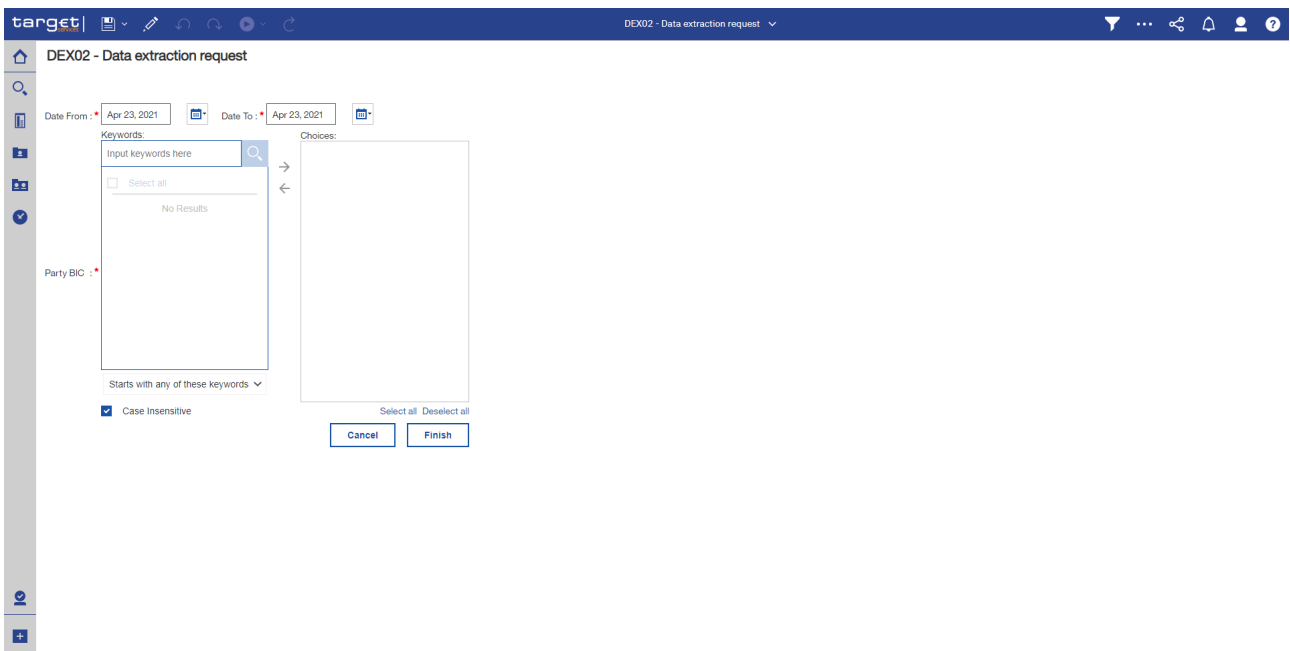 target| DEX02 - Data extraction request
services
DEX02 - Data extraction request
Date From : * Apr 23, 2021 Date To : * Apr 23, 2021
Keywords: Choices:
Input keywords here
Select all
No Results
Party BIC : *
Starts with any of these keywords
Case Insensitive Select all Deselect all
Cancel Finish